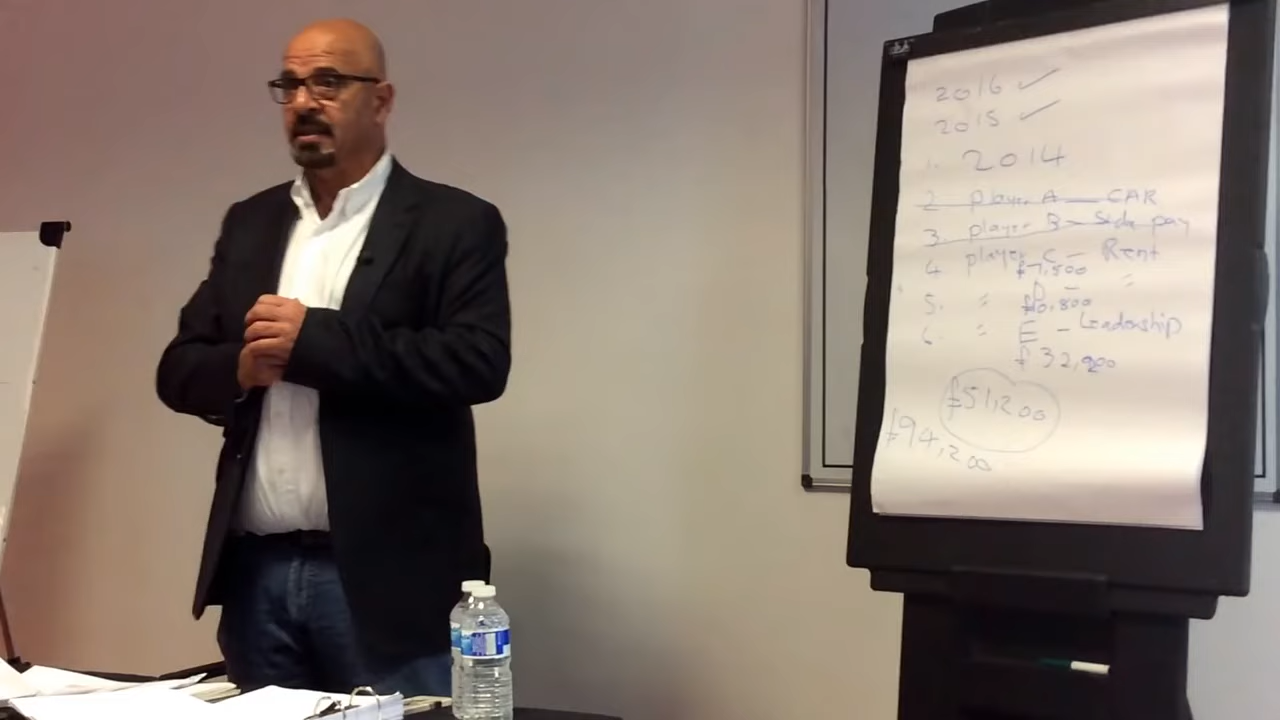 2016 ✓
2015 ✓
1. 2014
2 player A — CAR
3. player B — Side pay
4 player C — Rent
£7,500
5. " D — "
£10,800
6. " E — Leadership
£32,900
£51,200
£94,200